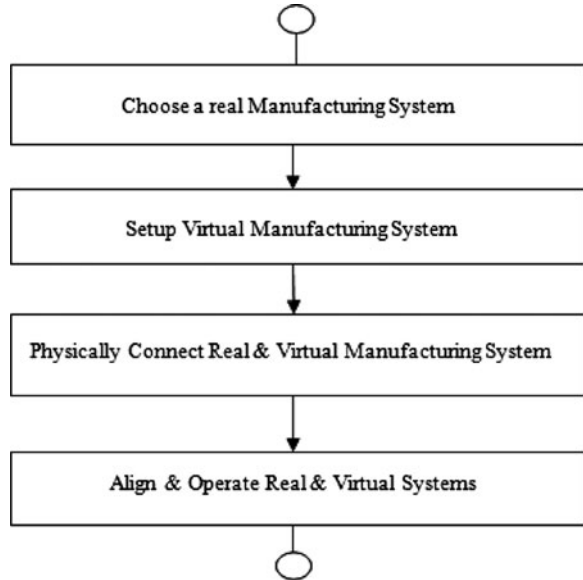 Choose a real Manufacturing System
Setup Virtual Manufacturing System
Physically Connect Real & Virtual Manufacturing System
Align & Operate Real & Virtual Systems